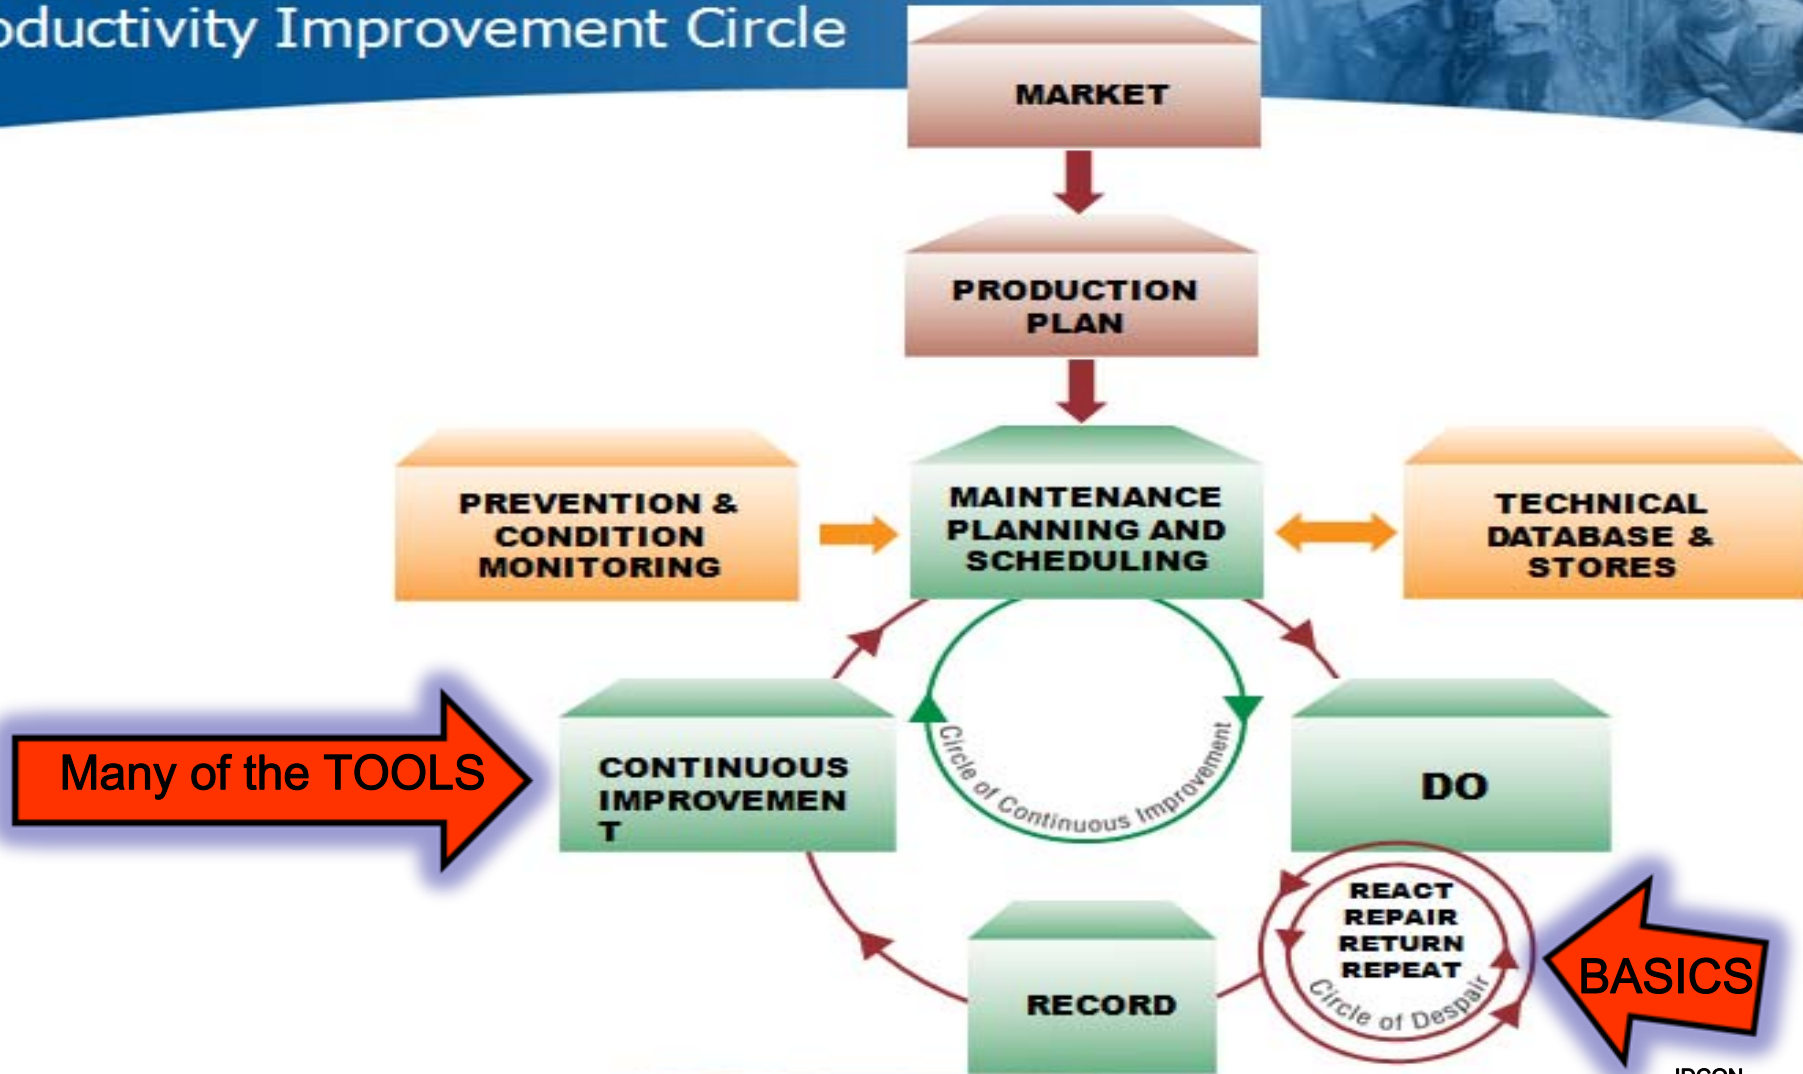 oductivity Improvement Circle
MARKET
PRODUCTION
PLAN
PREVENTION &
CONDITION
MONITORING
MAINTENANCE
PLANNING AND
SCHEDULING
TECHNICAL
DATABASE &
STORES
Many of the TOOLS
CONTINUOUS
IMPROVEMEN
T
Circle of Continuous Improvement
DO
REACT
REPAIR
RETURN
REPEAT
Circle of Despair
BASICS
RECORD
IDCON